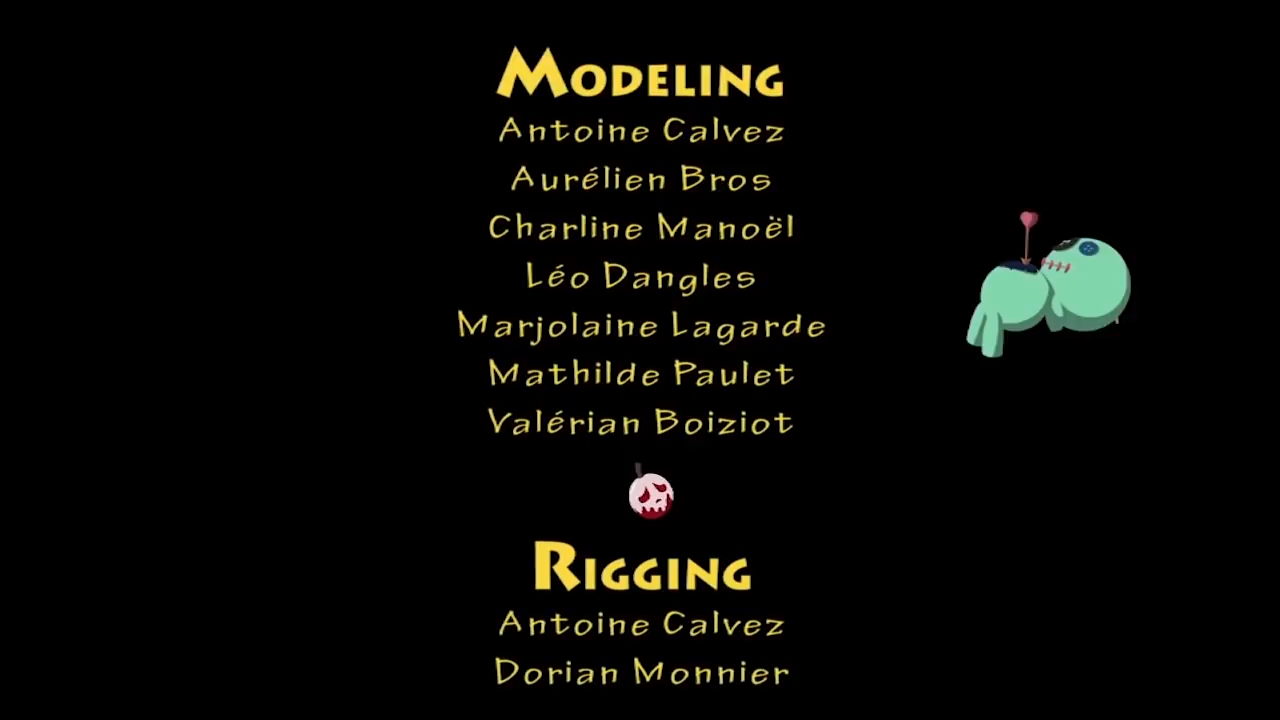 Modeling
Antoine Calvez
Aurélien Bros
Charline Manoël
Léo Dangles
Marjolaine Lagarde
Mathilde Paulet
Valérian Boiziot
Rigging
Antoine Calvez
Dorian Monnier